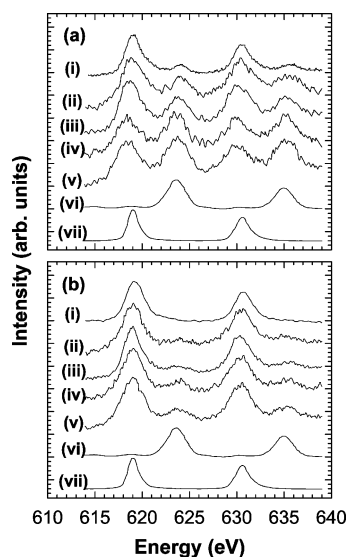 (a)
(i)
(ii)
(iii)
(iv)
(v)
(vi)
(vii)
Intensity (arb. units)
(b)
(i)
(ii)
(iii)
(iv)
(v)
(vi)
(vii)
610 615 620 625 630 635 640
Energy (eV)